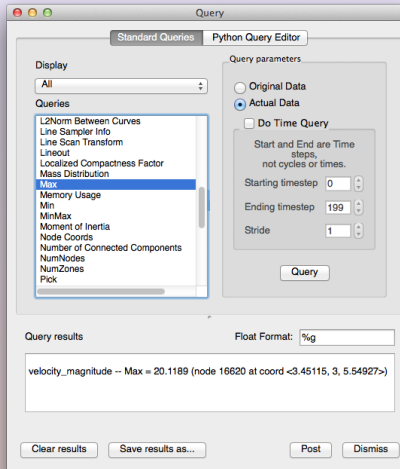 Query
Standard Queries
Python Query Editor
Display
All
Queries
L2Norm Between Curves
Line Sampler Info
Line Scan Transform
Lineout
Localized Compactness Factor
Mass Distribution
Max
Memory Usage
Min
MinMax
Moment of Inertia
Node Coords
Number of Connected Components
NumNodes
NumZones
Pick
Query parameters
Original Data
Actual Data
Do Time Query
Start and End are Time
steps,
not cycles or times.
Starting timestep 0
Ending timestep 199
Stride 1
Query
Query results
Float Format: %g
velocity_magnitude -- Max = 20.1189 (node 16620 at coord <3.45115, 3, 5.54927>)
Clear results
Save results as...
Post
Dismiss